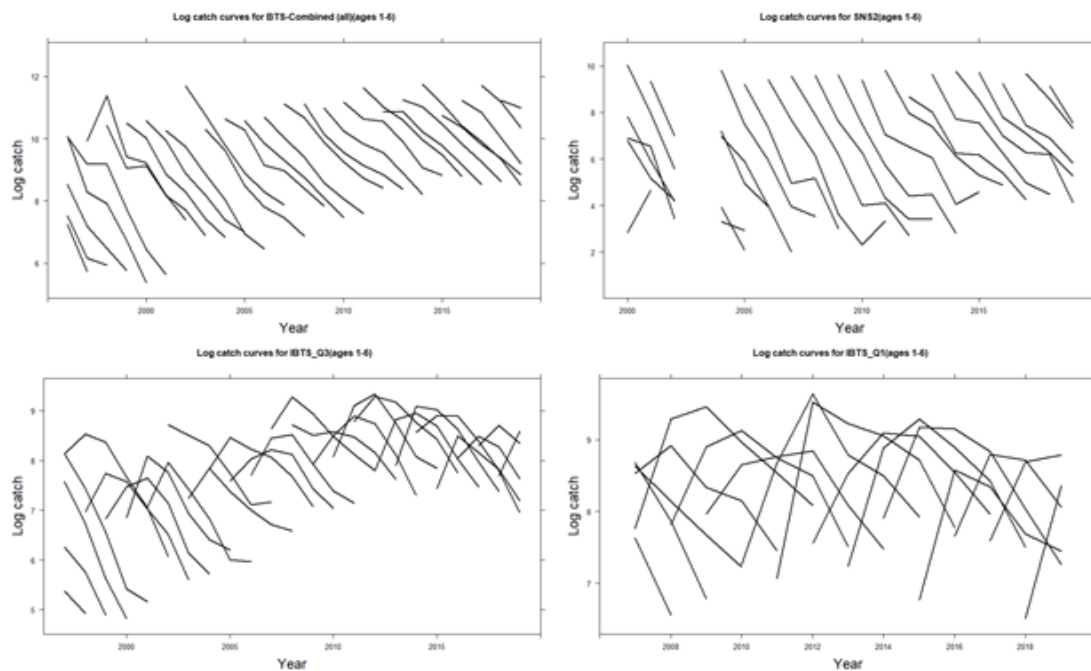 Log catch curves for BTS-Combined (all)(ages 1-6)
12
10
8
6
Log catch
2000
2005
2010
2015
Year
Log catch curves for SNS2(ages 1-6)
10
8
6
4
2
Log catch
2000
2005
2010
2015
Year
Log catch curves for IBTS_Q3(ages 1-6)
9
8
7
6
5
Log catch
2000
2005
2010
2015
Year
Log catch curves for IBTS_Q1(ages 1-6)
9
8
7
Log catch
2008
2010
2012
2014
2016
2018
Year